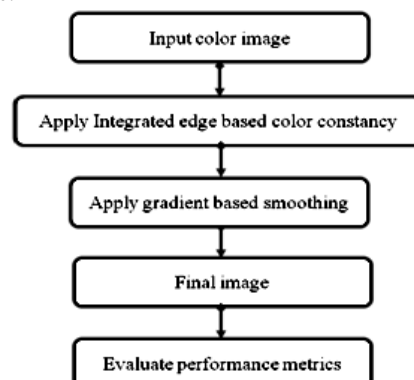 Input color image
Apply Integrated edge based color constancy
Apply gradient based smoothing
Final image
Evaluate performance metrics